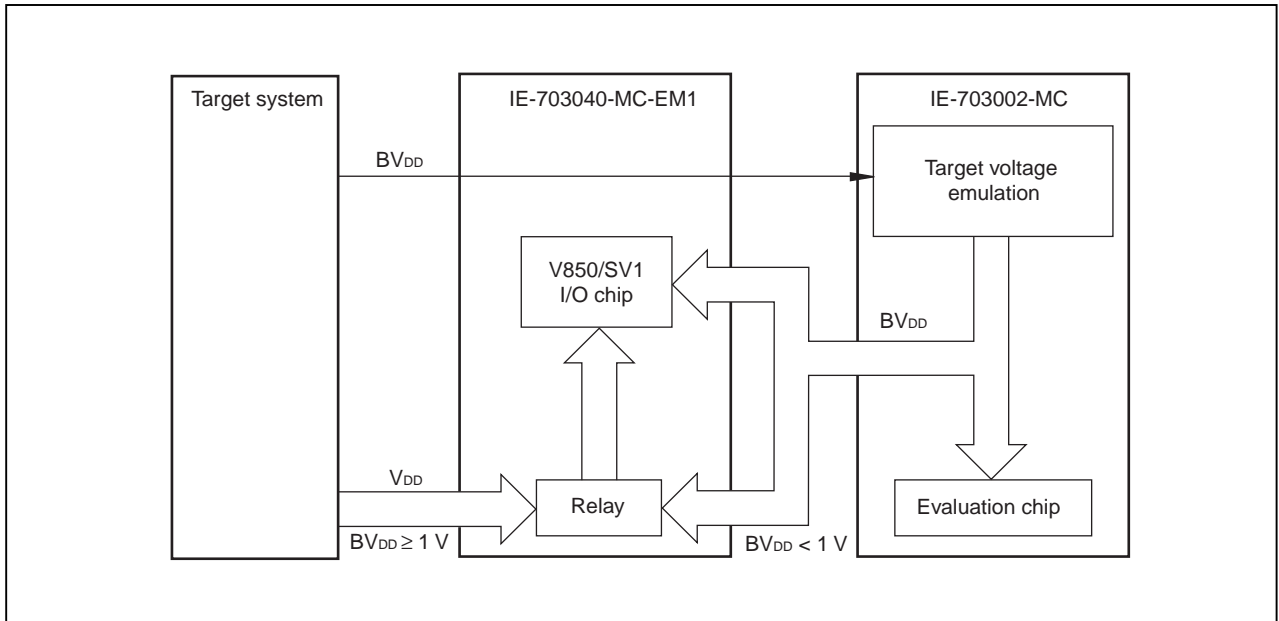 Target system
IE-703040-MC-EM1
IE-703002-MC
BVDD
Target voltage
emulation
V850/SV1
I/O chip
BVDD
VDD
Relay
Evaluation chip
BVDD ≥ 1 V
BVDD < 1 V